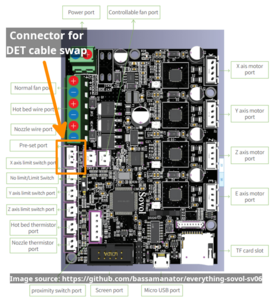 Power port
Controllable fan port
Connector for
DET cable swap
Normal fan port
Hot bed wire port
Nozzle wire port
Pre-set port
X axis limit switch port
No limit/Limit Switch
Y axis limit switch port
Z axis limit switch port
Hot bed thermistor
port
Nozzle thermistor
port
X axis motor
port
Y axis motor
port
Z axis motor
port
E axis motor
port
TF card slot
Image source: https://github.com/bassamanator/everything-sovol-sv06
proximity switch port
Screen port
Micro USB port